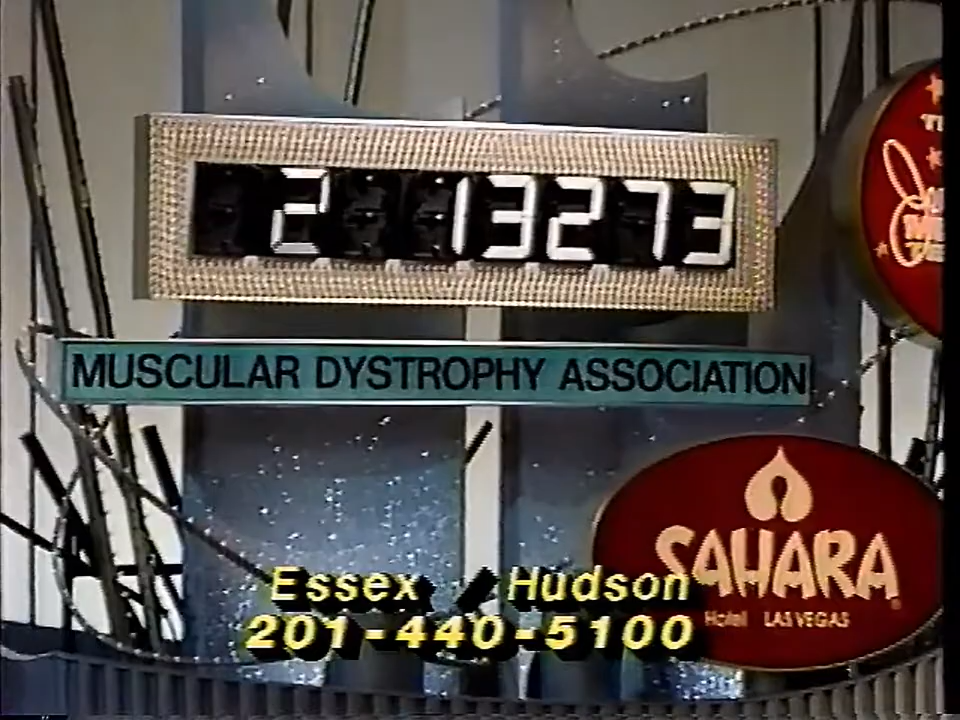 2 13273
MUSCULAR DYSTROPHY ASSOCIATION
SAHARA
Hotel LAS VEGAS
Essex / Hudson
201-440-5100